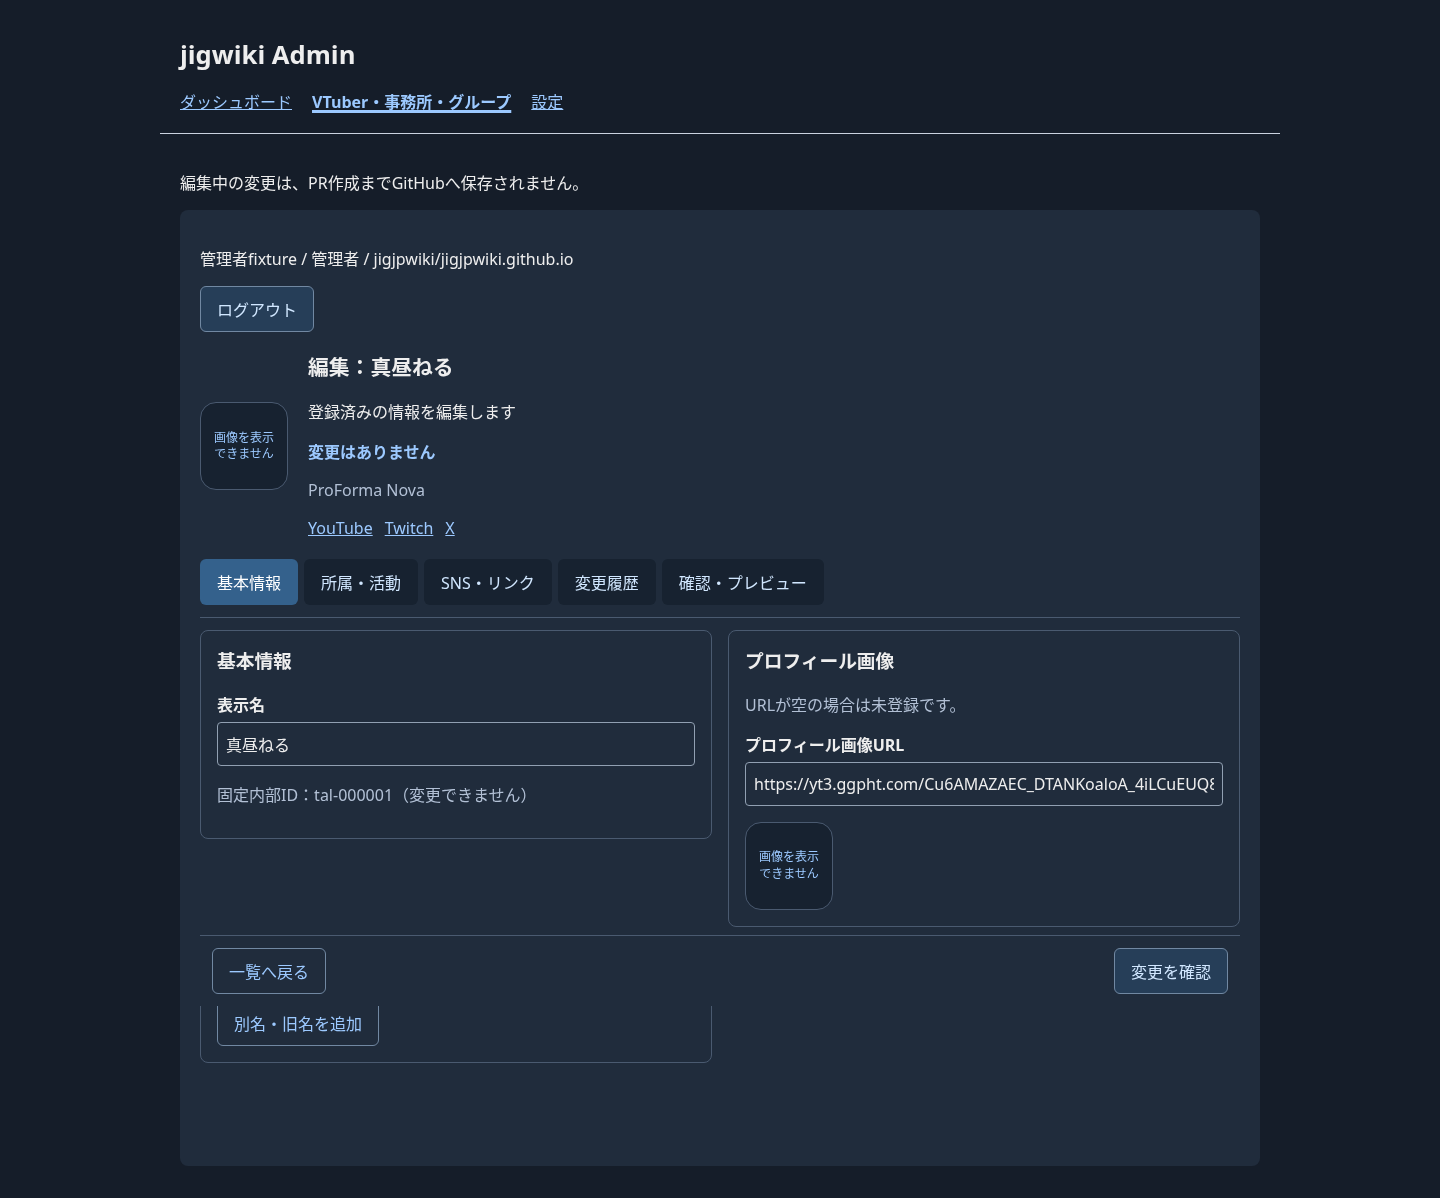 jigwiki Admin
ダッシュボード VTuber・事務所・グループ 設定
編集中の変更は、PR作成までGitHubへ保存されません。
管理者fixture / 管理者 / jigjpwiki/jigjpwiki.github.io
ログアウト
編集：真昼ねる
画像を表示
できません
登録済みの情報を編集します
変更はありません
ProForma Nova
YouTube Twitch X
基本情報 所属・活動 SNS・リンク 変更履歴 確認・プレビュー
基本情報
表示名
真昼ねる
固定内部ID：tal-000001（変更できません）
プロフィール画像
URLが空の場合は未登録です。
プロフィール画像URL
https://yt3.ggpht.com/Cu6AMAZAEC_DTANKoaloA_4iLCuEUQ8
画像を表示
できません
一覧へ戻る 変更を確認
別名・旧名を追加